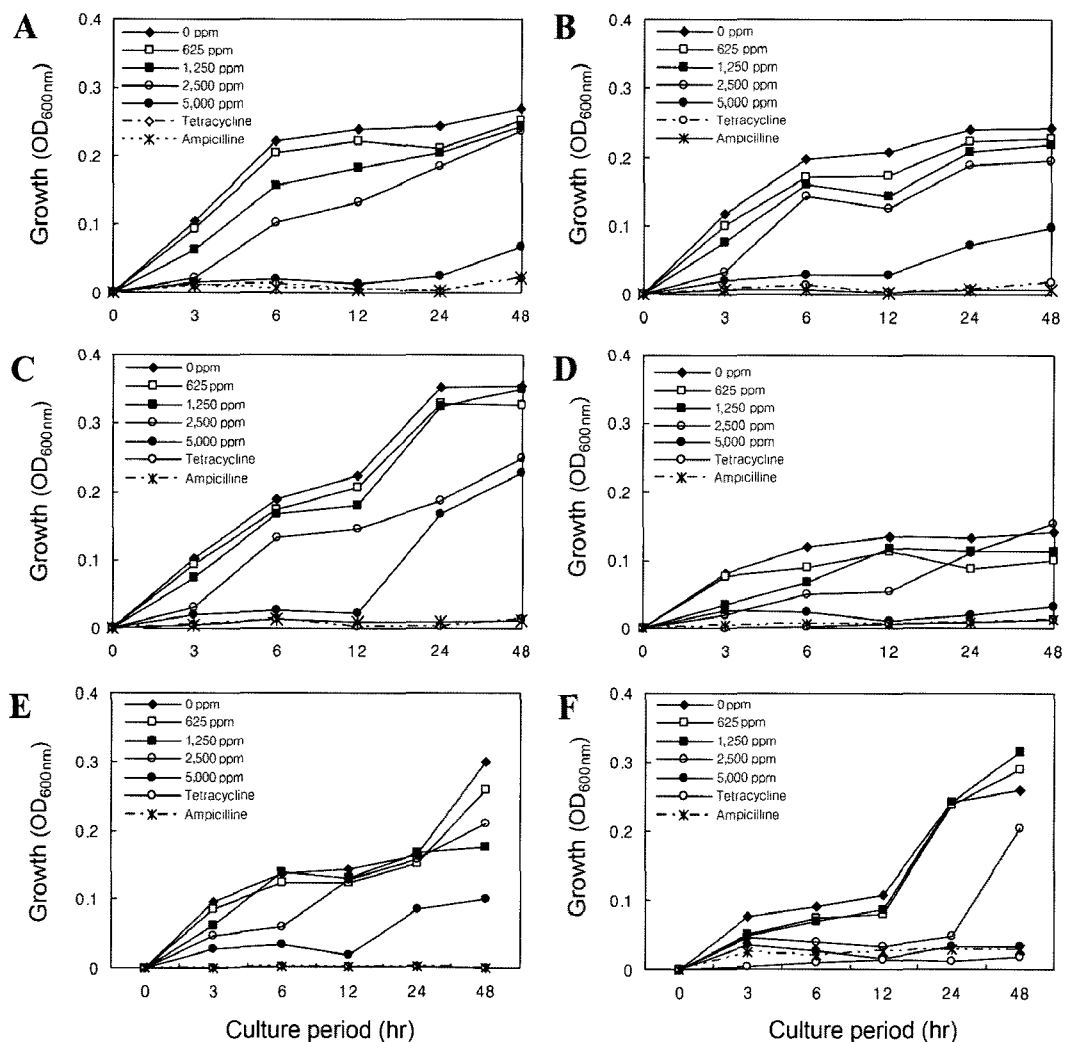 A
Growth (OD600nm)
0.4
0.3
0.2
0.1
0
0 ppm
625 ppm
1,250 ppm
2,500 ppm
5,000 ppm
Tetracycline
Ampicilline
0 3 6 12 24 48
B
Growth (OD600nm)
0.4
0.3
0.2
0.1
0
0 ppm
625 ppm
1,250 ppm
2,500 ppm
5,000 ppm
Tetracycline
Ampicilline
0 3 6 12 24 48
C
Growth (OD600nm)
0.4
0.3
0.2
0.1
0
0 ppm
625 ppm
1,250 ppm
2,500 ppm
5,000 ppm
Tetracycline
Ampicilline
0 3 6 12 24 48
D
Growth (OD600nm)
0.4
0.3
0.2
0.1
0
0 ppm
625 ppm
1,250 ppm
2,500 ppm
5,000 ppm
Tetracycline
Ampicilline
0 3 6 12 24 48
E
Growth (OD600nm)
0.4
0.3
0.2
0.1
0
0 ppm
625 ppm
1,250 ppm
2,500 ppm
5,000 ppm
Tetracycline
Ampicilline
0 3 6 12 24 48
Culture period (hr)
F
Growth (OD600nm)
0.4
0.3
0.2
0.1
0
0 ppm
625 ppm
1,250 ppm
2,500 ppm
5,000 ppm
Tetracycline
Ampicilline
0 3 6 12 24 48
Culture period (hr)